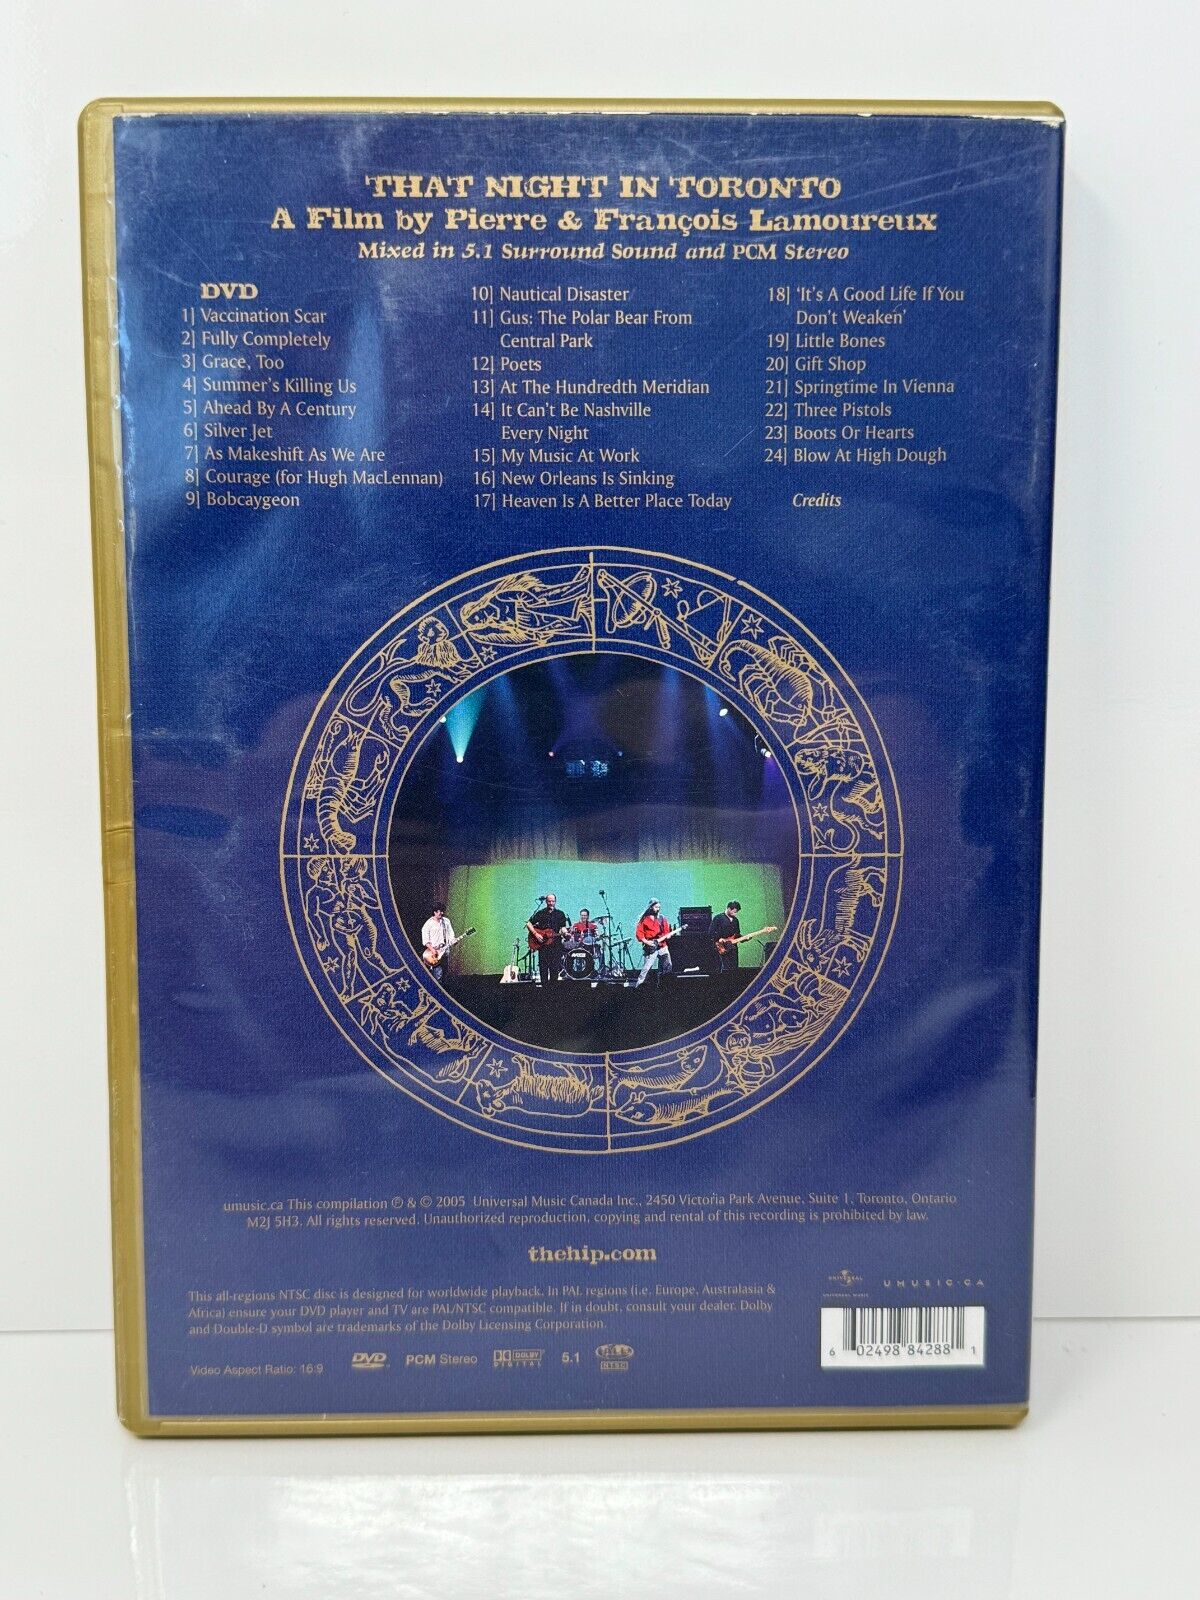 THAT NIGHT IN TORONTO
A Film by Pierre & François Lamoureux
Mixed in 5.1 Surround Sound and PCM Stereo
DVD
1] Vaccination Scar
2] Fully Completely
3] Grace, Too
4] Summer's Killing Us
5] Ahead By A Century
6] Silver Jet
7] As Makeshift As We Are
8] Courage (for Hugh MacLennan)
9] Bobcaygeon
10] Nautical Disaster
11] Gus: The Polar Bear From
Central Park
12] Poets
13] At The Hundredth Meridian
14] It Can't Be Nashville
Every Night
15] My Music At Work
16] New Orleans Is Sinking
17] Heaven Is A Better Place Today
18] 'It's A Good Life If You
Don't Weaken'
19] Little Bones
20] Gift Shop
21] Springtime In Vienna
22] Three Pistols
23] Boots Or Hearts
24] Blow At High Dough
Credits
umusic.ca This compilation ℗ & © 2005 Universal Music Canada Inc., 2450 Victoria Park Avenue, Suite 1, Toronto, Ontario
M2J 5H3. All rights reserved. Unauthorized reproduction, copying and rental of this recording is prohibited by law.
thehip.com
This all-regions NTSC disc is designed for worldwide playback. In PAL regions (i.e. Europe, Australasia &
Africa) ensure your DVD player and TV are PAL/NTSC compatible. If in doubt, consult your dealer. Dolby
and Double-D symbol are trademarks of the Dolby Licensing Corporation.
Video Aspect Ratio: 16:9
DVD
PCM Stereo
DOLBY
DIGITAL
5.1
ALL
NTSC
UNIVERSAL
UNIVERSAL MUSIC
UMUSIC.CA
6 02498 84288 1